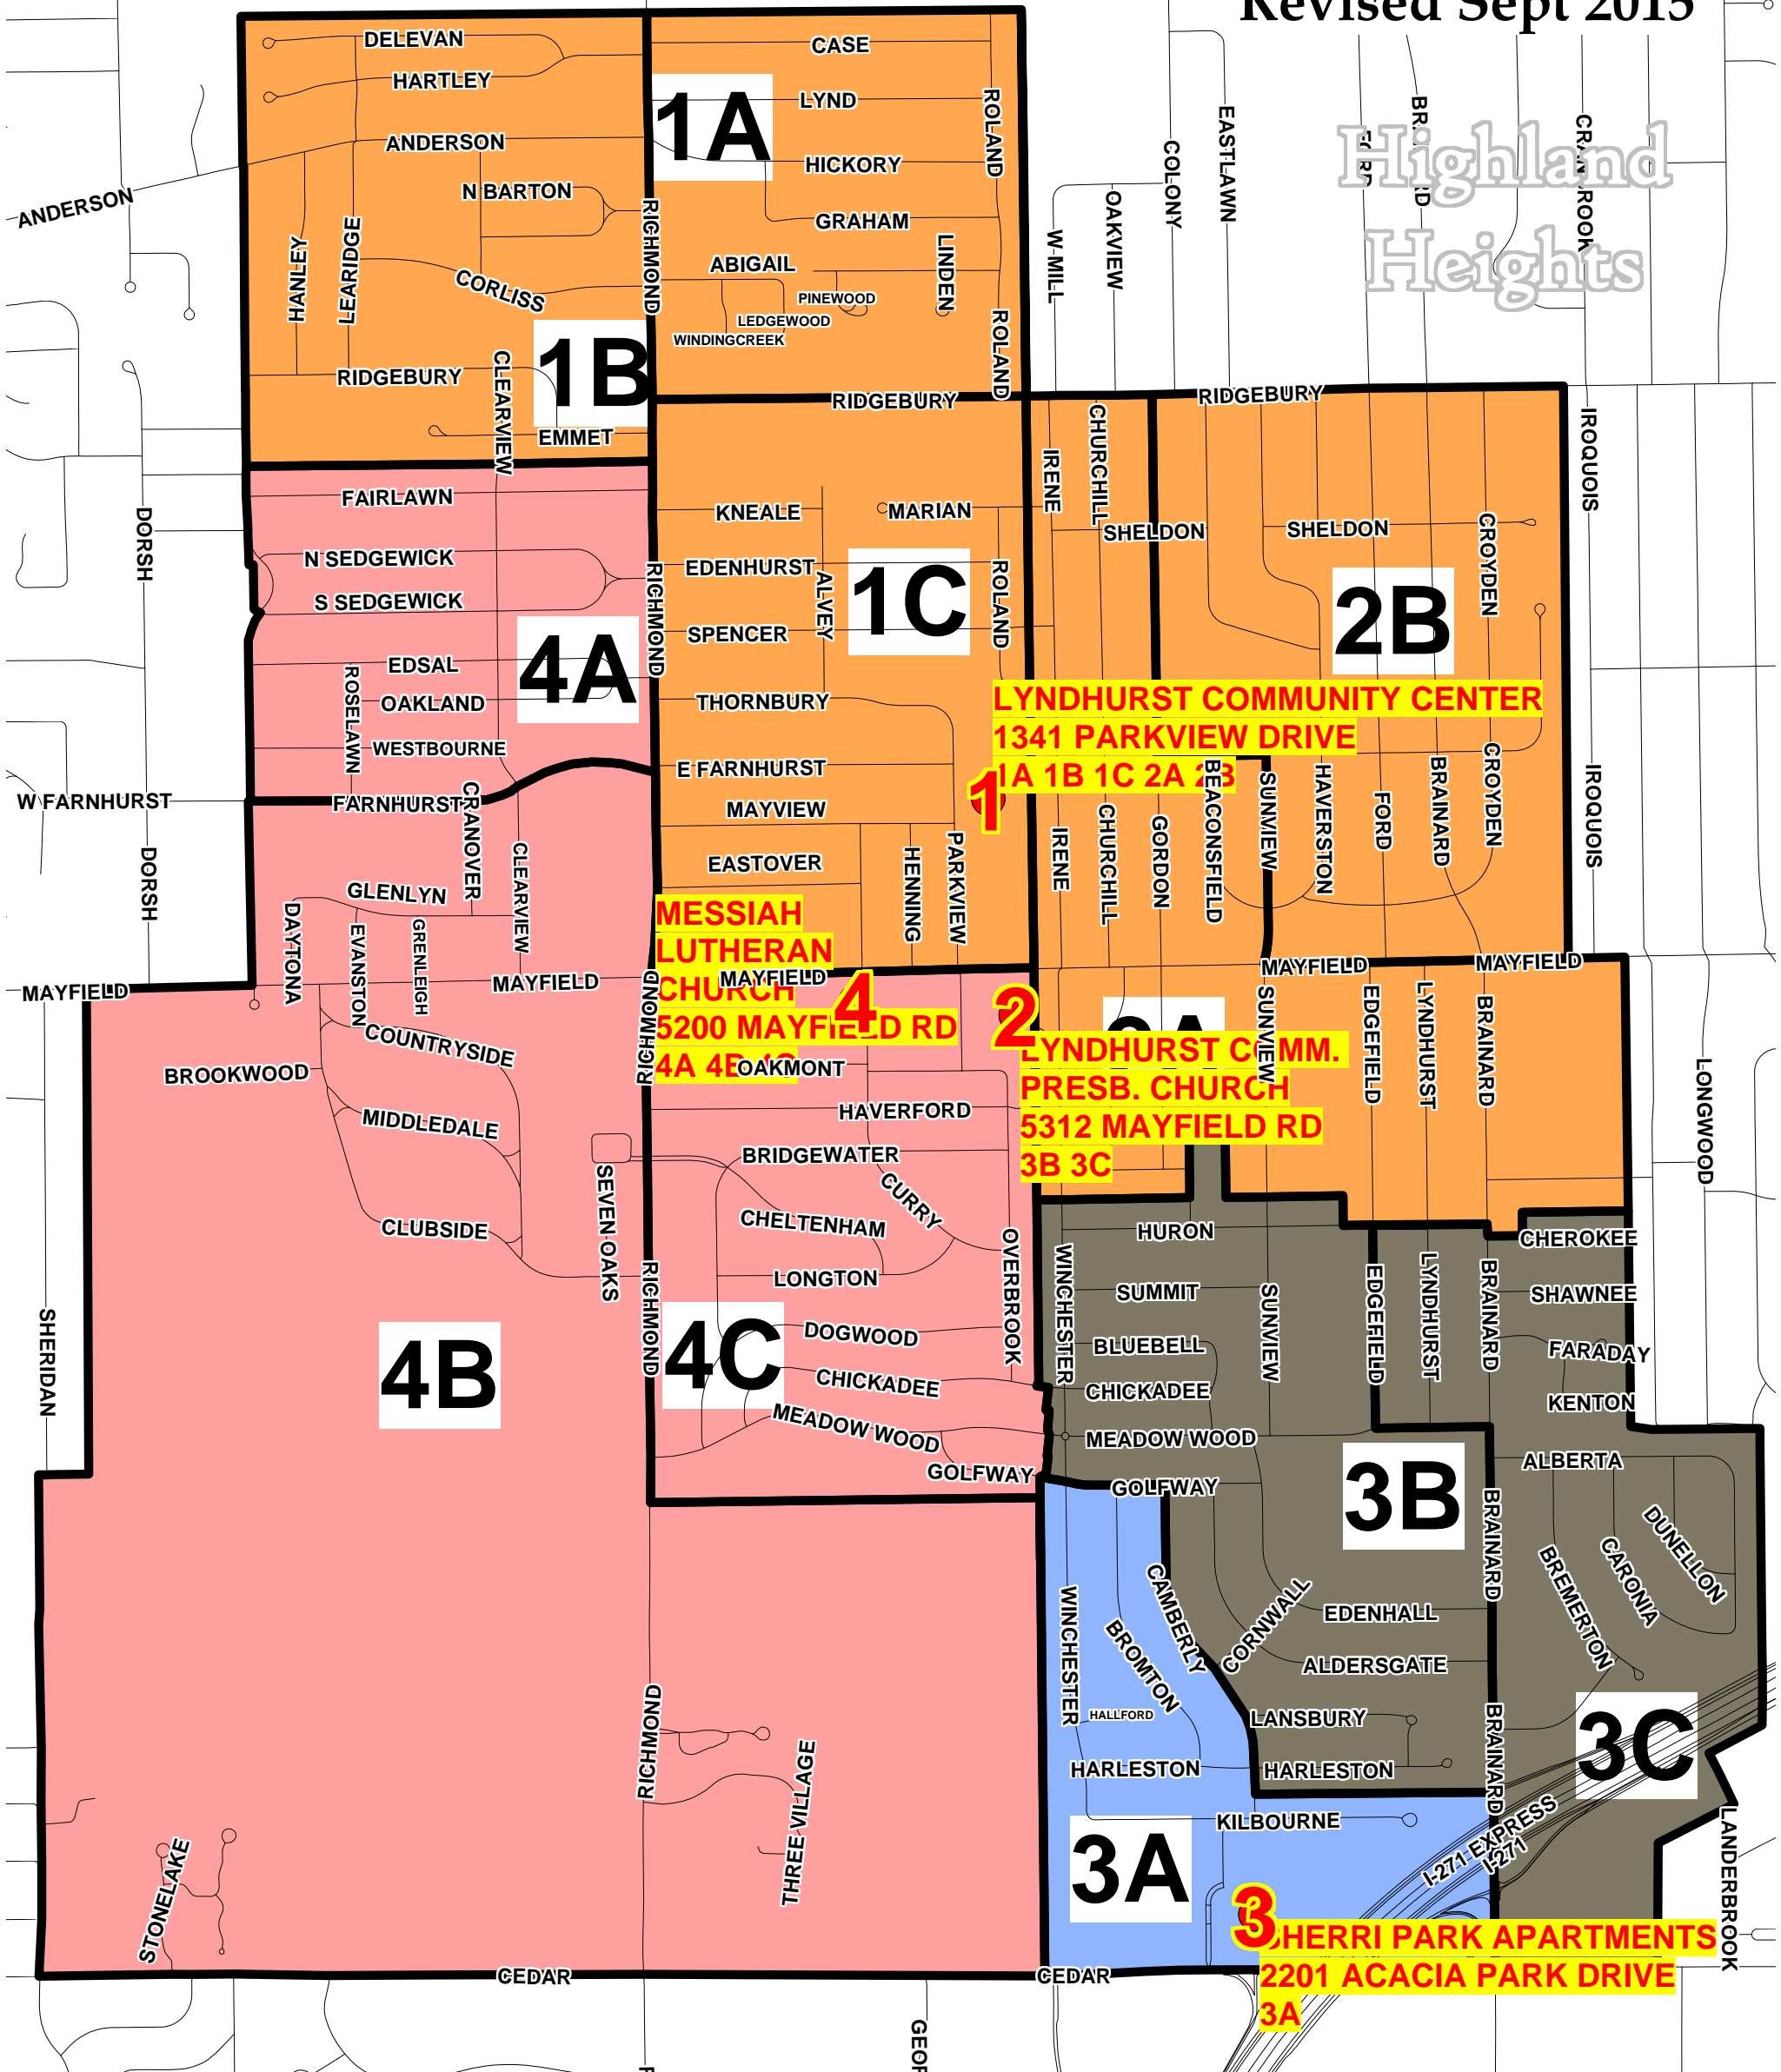 Revised Sept 2015
DELEVAN
CASE
HARTLEY
LYND
1A
ROLAND
EASTLAWN
Highland
Heights
ANDERSON
COLONY
HICKORY
N BARTON
ANDERSON
RICHMOND
GRAHAM
OAKVIEW
W MILL
HANLEY
LEARIDGE
CORLISS
ABIGAIL
LINDEN
PINEWOOD
LEDGEWOOD
WINDINGCREEK
ROLAND
1B
RIDGEBURY
CLEARVIEW
RIDGEBURY
RIDGEBURY
EMMET
CHURCHILL
IROQUOIS
IRENE
FAIRLAWN
KNEALE
MARIAN
SHELDON
SHELDON
CROYDEN
DORSH
N SEDGEWICK
EDENHURST
S SEDGEWICK
RICHMOND
ALVEY
1C
ROLAND
2B
SPENCER
4A
EDSAL
ROSELAWN
OAKLAND
THORNBURY
LYNDHURST COMMUNITY CENTER
1341 PARKVIEW DRIVE
1A 1B 1C 2A 2B
WESTBOURNE
E FARNHURST
1
W FARNHURST
FARNHURST
CRANOVER
MAYVIEW
IRENE
CHURCHILL
GORDON
BEACONSFIELD
SUNVIEW
HAVERSTON
FORD
BRAINARD
CROYDEN
IROQUOIS
DORSH
CLEARVIEW
EASTOVER
HENNING
PARKVIEW
GLENLYN
DAYTONA
EVANSTON
GRENLEIGH
MESSIAH
LUTHERAN
CHURCH
5200 MAYFIELD RD
MAYFIELD
MAYFIELD
MAYFIELD
MAYFIELD
MAYFIELD
4
2
RICHMOND
SUNVIEW
EDGEFIELD
LYNDHURST
BRAINARD
LONGWOOD
COUNTRYSIDE
BROOKWOOD
OAKMONT
LYNDHURST COMM.
PRESB. CHURCH
5312 MAYFIELD RD
3B 3C
HAVERFORD
MIDDLEDALE
BRIDGEWATER
SEVEN OAKS
CURRY
CHELTENHAM
CLUBSIDE
OVERBROOK
HURON
CHEROKEE
WINCHESTER
LONGTON
RICHMOND
SUMMIT
SUNVIEW
EDGEFIELD
LYNDHURST
BRAINARD
SHAWNEE
SHERIDAN
4B
4C
DOGWOOD
BLUEBELL
FARADAY
CHICKADEE
CHICKADEE
KENTON
MEADOW WOOD
MEADOW WOOD
ALBERTA
GOLFWAY
GOLFWAY
3B
BRAINARD
DUNELLON
CARONIA
BREMERTON
WINCHESTER
BROMTON
CAMBERLY
CORNWALL
EDENHALL
ALDERSGATE
RICHMOND
HALLFORD
LANSBURY
3C
BRAINARD
HARLESTON
HARLESTON
THREE VILLAGE
KILBOURNE
I-271 EXPRESS
I-271
LANDERBROOK
STONELAKE
3A
3
SHERRI PARK APARTMENTS
2201 ACACIA PARK DRIVE
3A
CEDAR
CEDAR